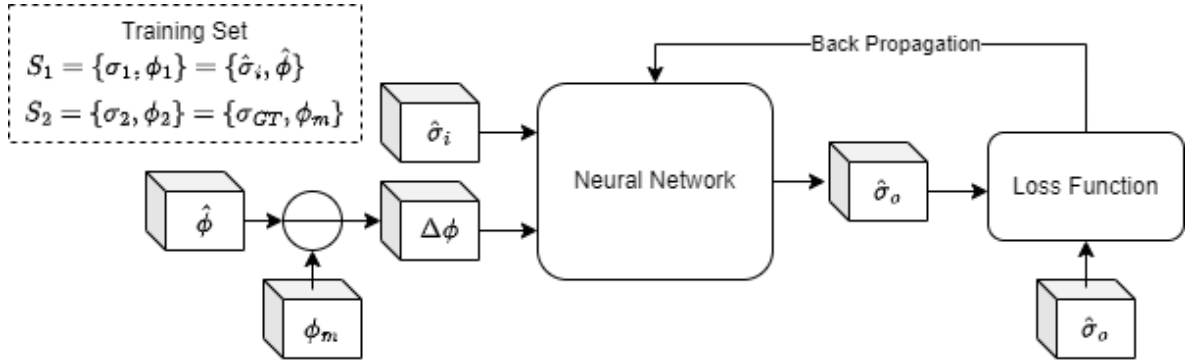 Training Set
S₁ = {σ₁, ϕ₁} = {σ̂ᵢ, ϕ̂}
S₂ = {σ₂, ϕ₂} = {σ_GT, ϕₘ}
Back Propagation
σ̂ᵢ
Neural Network
σ̂ₒ
Loss Function
ϕ̂
Δϕ
ϕₘ
σ̂ₒ